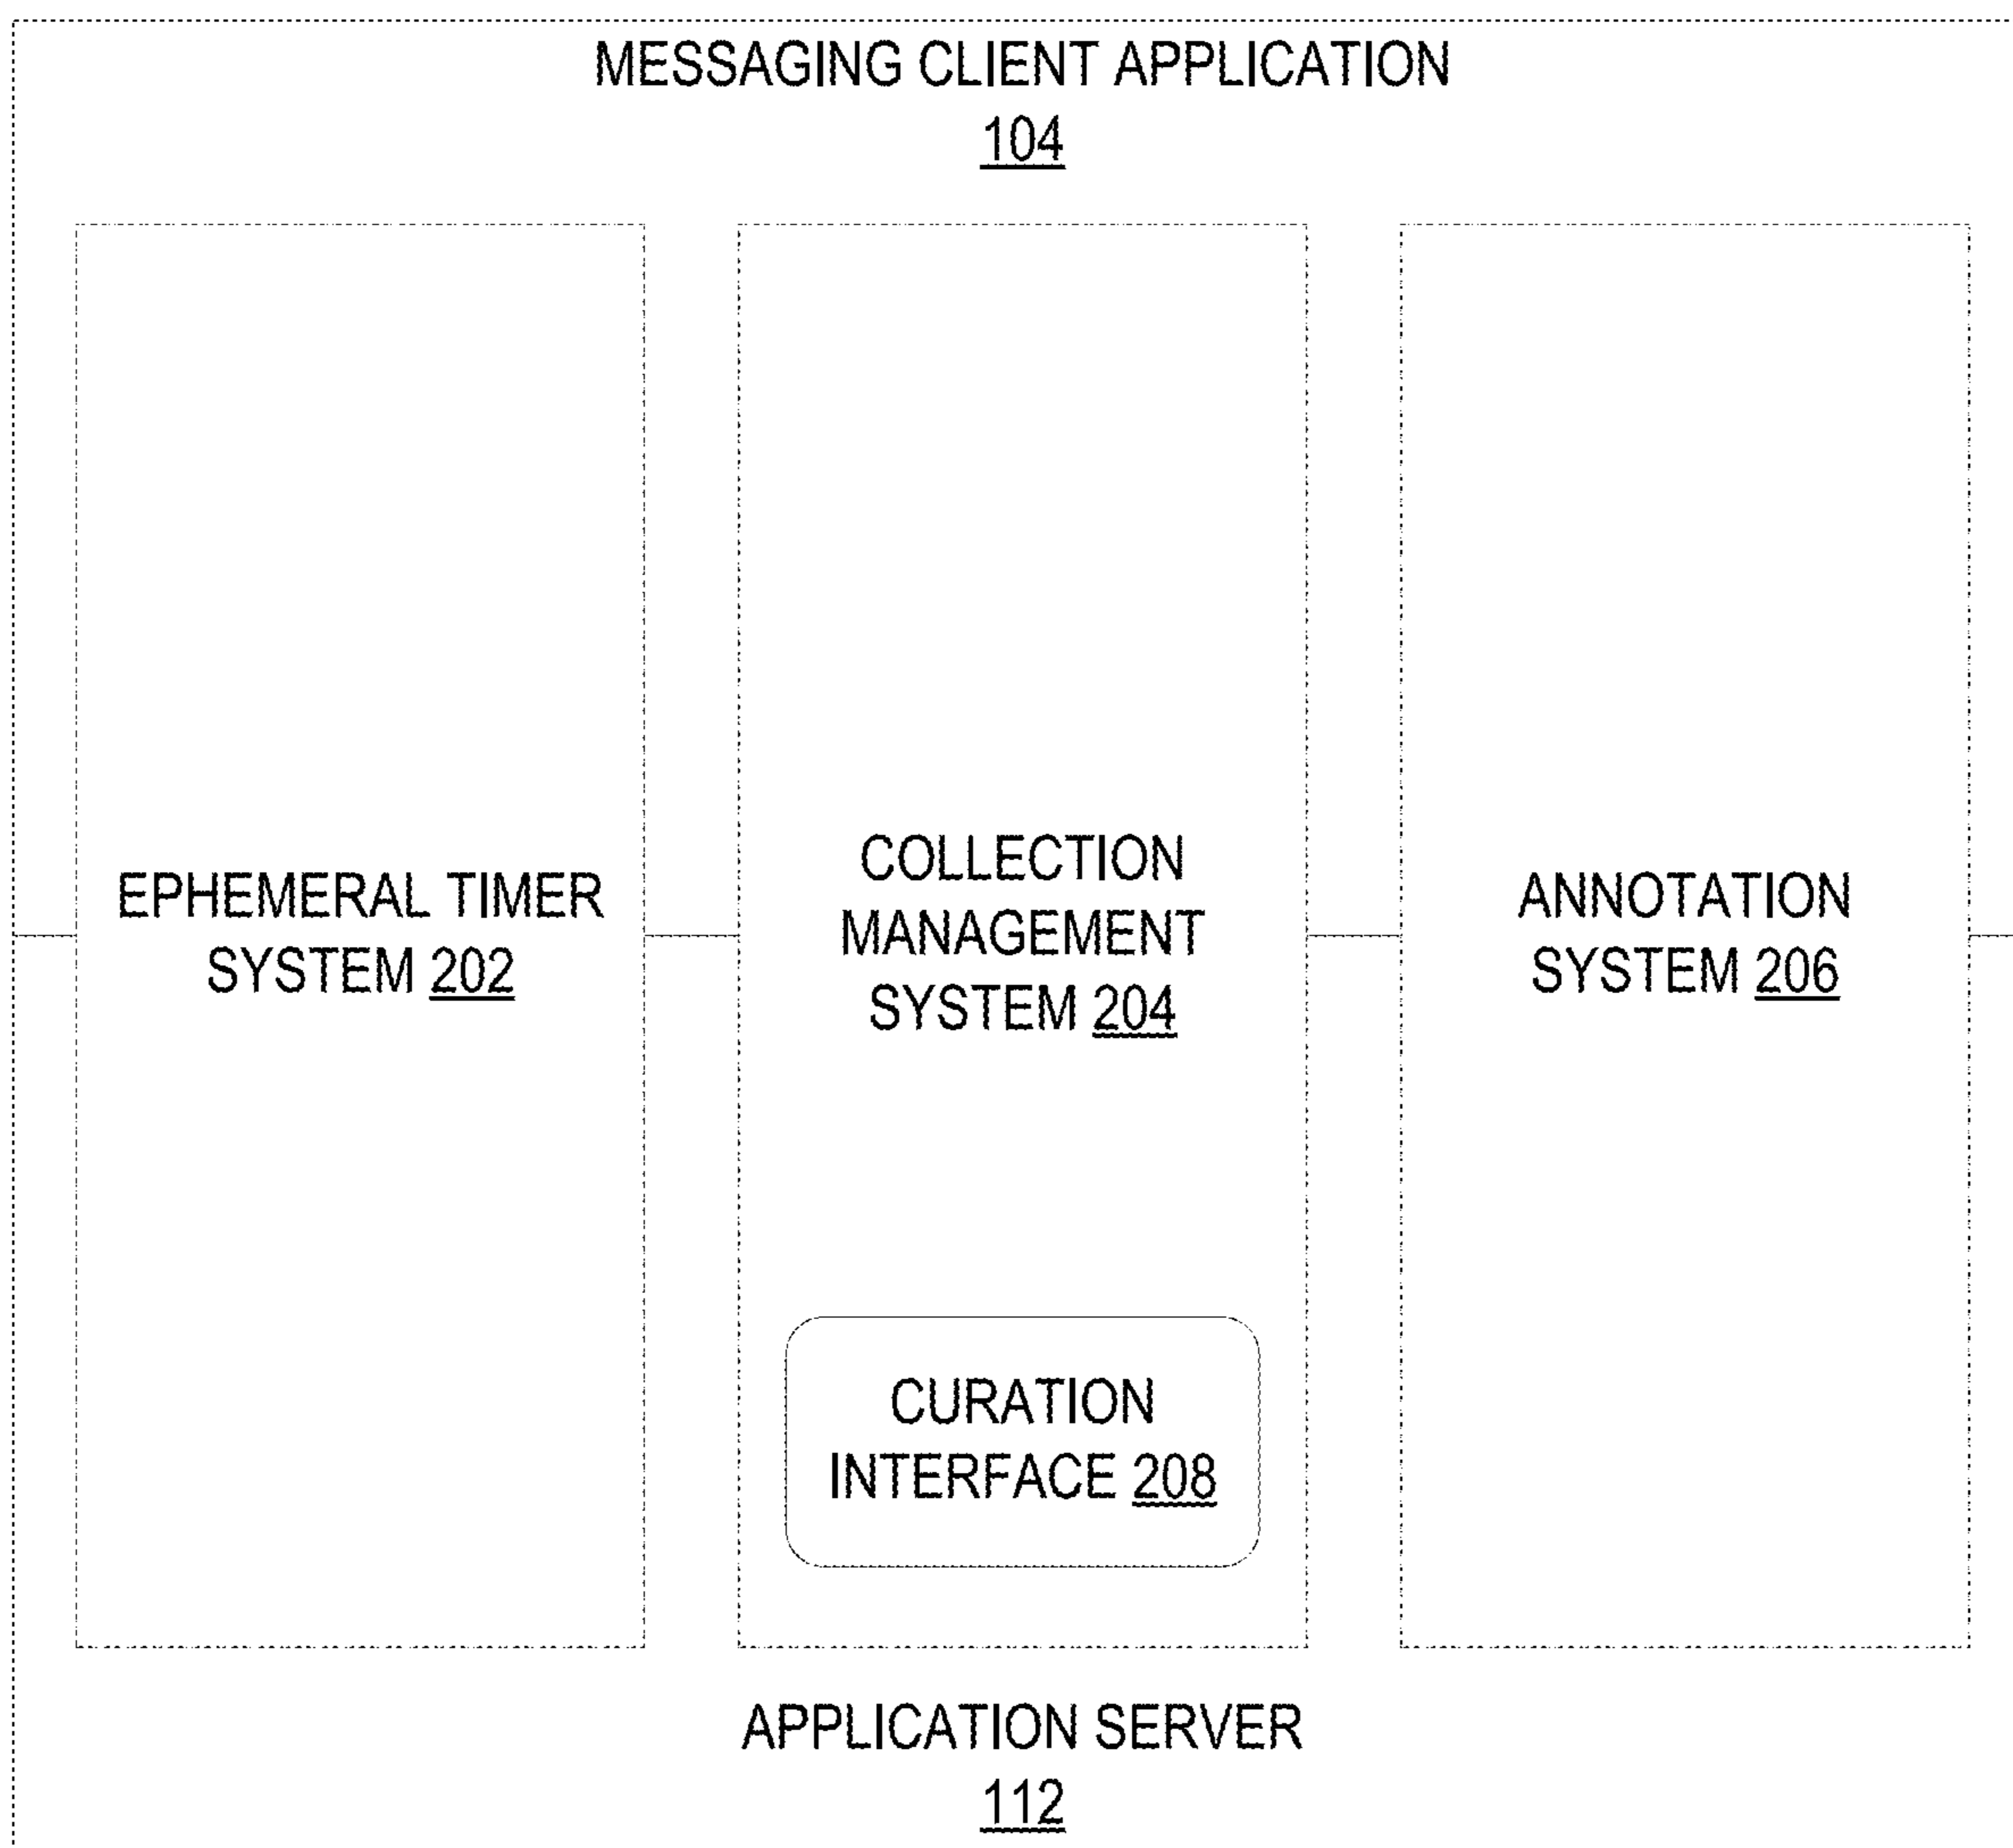 MESSAGING CLIENT APPLICATION
104
EPHEMERAL TIMER
SYSTEM 202
COLLECTION
MANAGEMENT
SYSTEM 204
ANNOTATION
SYSTEM 206
CURATION
INTERFACE 208
APPLICATION SERVER
112